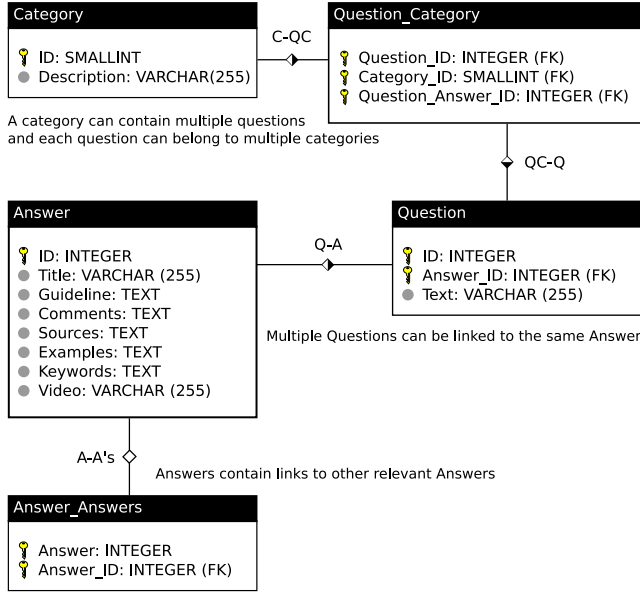 Category
ID: SMALLINT
Description: VARCHAR(255)
C-QC
Question_Category
Question_ID: INTEGER (FK)
Category_ID: SMALLINT (FK)
Question_Answer_ID: INTEGER (FK)
A category can contain multiple questions
and each question can belong to multiple categories
QC-Q
Answer
ID: INTEGER
Title: VARCHAR (255)
Guideline: TEXT
Comments: TEXT
Sources: TEXT
Examples: TEXT
Keywords: TEXT
Video: VARCHAR (255)
Q-A
Question
ID: INTEGER
Answer_ID: INTEGER (FK)
Text: VARCHAR (255)
Multiple Questions can be linked to the same Answer
A-A's
Answers contain links to other relevant Answers
Answer_Answers
Answer: INTEGER
Answer_ID: INTEGER (FK)